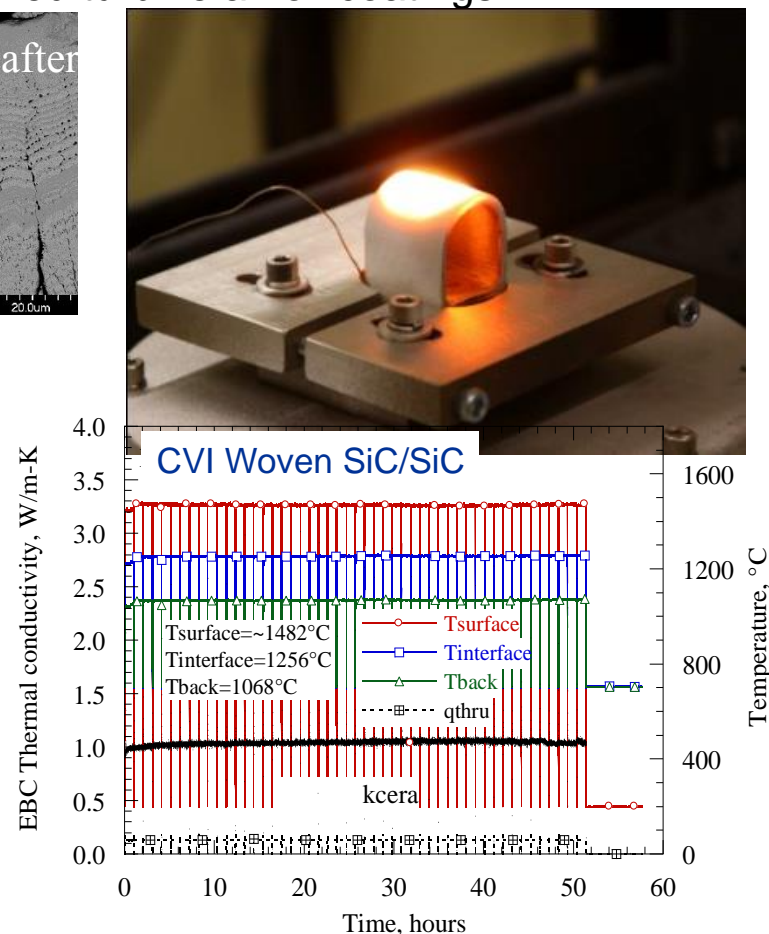 after
20.0um
CVI Woven SiC/SiC
EBC Thermal conductivity, W/m-K
4.0
3.5
3.0
2.5
2.0
1.5
1.0
0.5
0.0
Tsurface=~1482°C
Tinterface=1256°C
Tback=1068°C
Tsurface
Tinterface
Tback
qthru
kcera
1600
1200
800
400
0
Temperature, °C
0 10 20 30 40 50 60
Time, hours